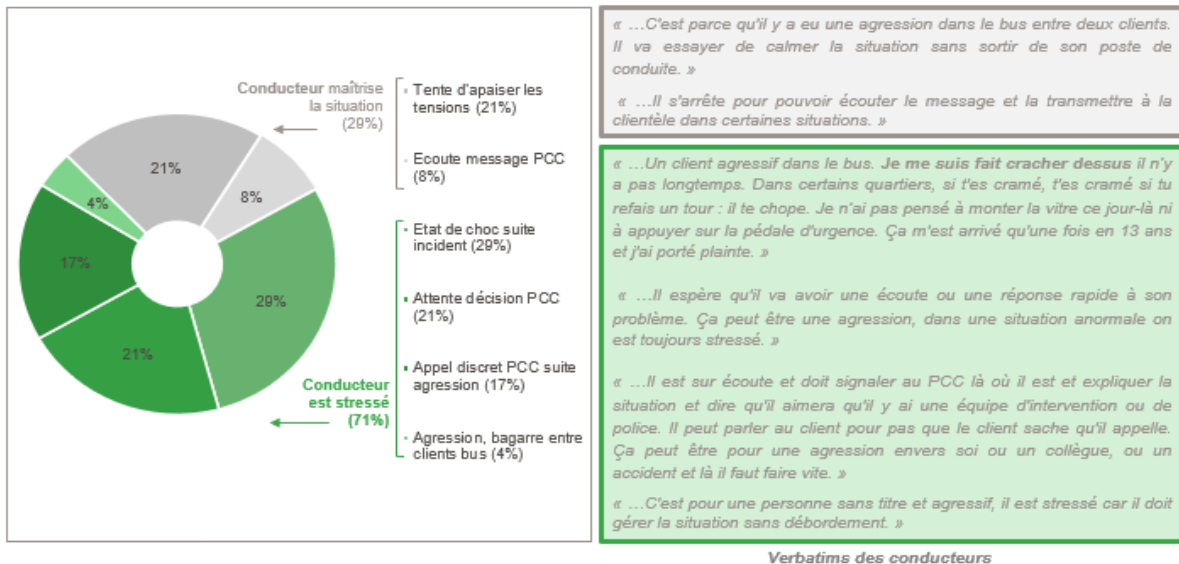 Conducteur maîtrise
la situation
(29%)
Tente d'apaiser les
tensions (21%)
Ecoute message PCC
(8%)
21%
8%
4%
17%
29%
21%
Etat de choc suite
incident (29%)
Attente décision PCC
(21%)
Appel discret PCC suite
agression (17%)
Agression, bagarre entre
clients bus (4%)
Conducteur
est stressé
(71%)
« ...C'est parce qu'il y a eu une agression dans le bus entre deux clients.
Il va essayer de calmer la situation sans sortir de son poste de
conduite. »
« ...Il s'arrête pour pouvoir écouter le message et la transmettre à la
clientèle dans certaines situations. »
« ...Un client agressif dans le bus. Je me suis fait cracher dessus il n'y
a pas longtemps. Dans certains quartiers, si t'es cramé, t'es cramé si tu
refais un tour : il te chope. Je n'ai pas pensé à monter la vitre ce jour-là ni
à appuyer sur la pédale d'urgence. Ça m'est arrivé qu'une fois en 13 ans
et j'ai porté plainte. »
« ...Il espère qu'il va avoir une écoute ou une réponse rapide à son
problème. Ça peut être une agression, dans une situation anormale on
est toujours stressé. »
« ...Il est sur écoute et doit signaler au PCC là où il est et expliquer la
situation et dire qu'il aimera qu'il y ai une équipe d'intervention ou de
police. Il peut parler au client pour pas que le client sache qu'il appelle.
Ça peut être pour une agression envers soi ou un collègue, ou un
accident et là il faut faire vite. »
« ...C'est pour une personne sans titre et agressif, il est stressé car il doit
gérer la situation sans débordement. »
Verbatims des conducteurs